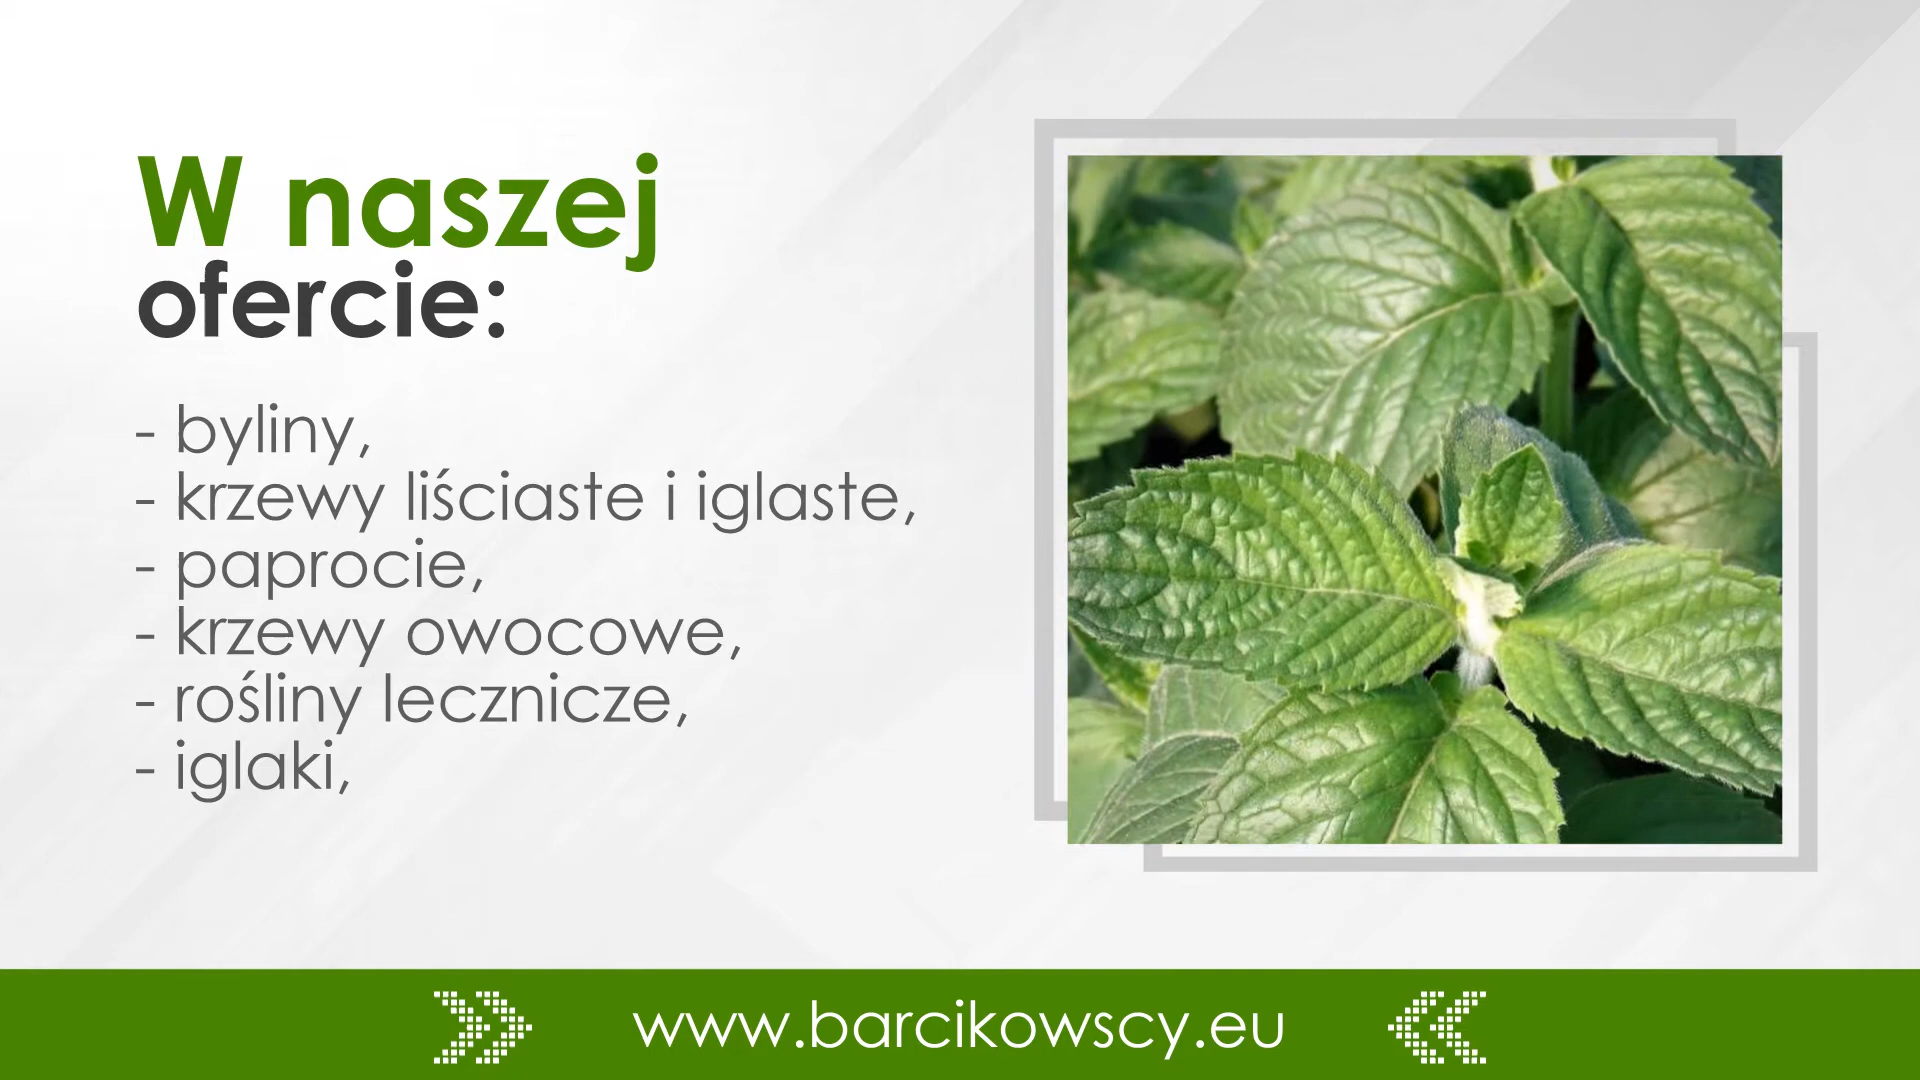 W naszej
ofercie:
- byliny,
- krzewy liściaste i iglaste,
- paprocie,
- krzewy owocowe,
- rośliny lecznicze,
- iglaki,
www.barcikowscy.eu